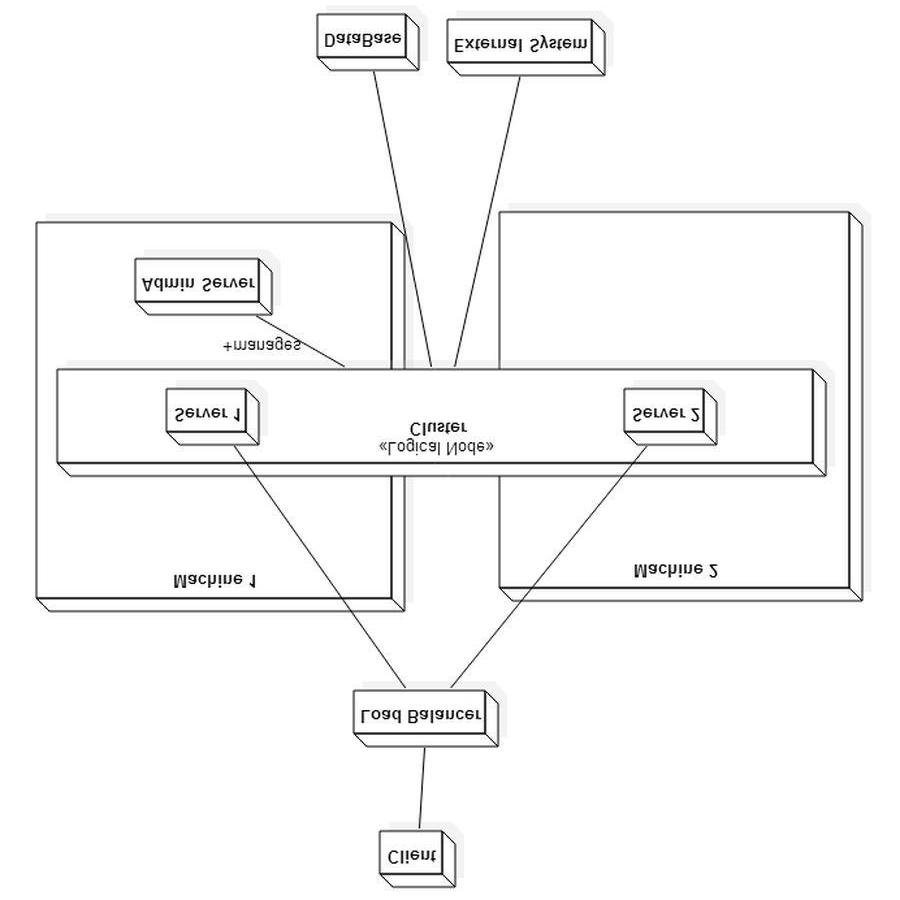 Client
Load Balancer
Machine 1
Machine 2
«Logical Node»
Cluster
Server 1
Server 2
+manages
Admin Server
DataBase
External System